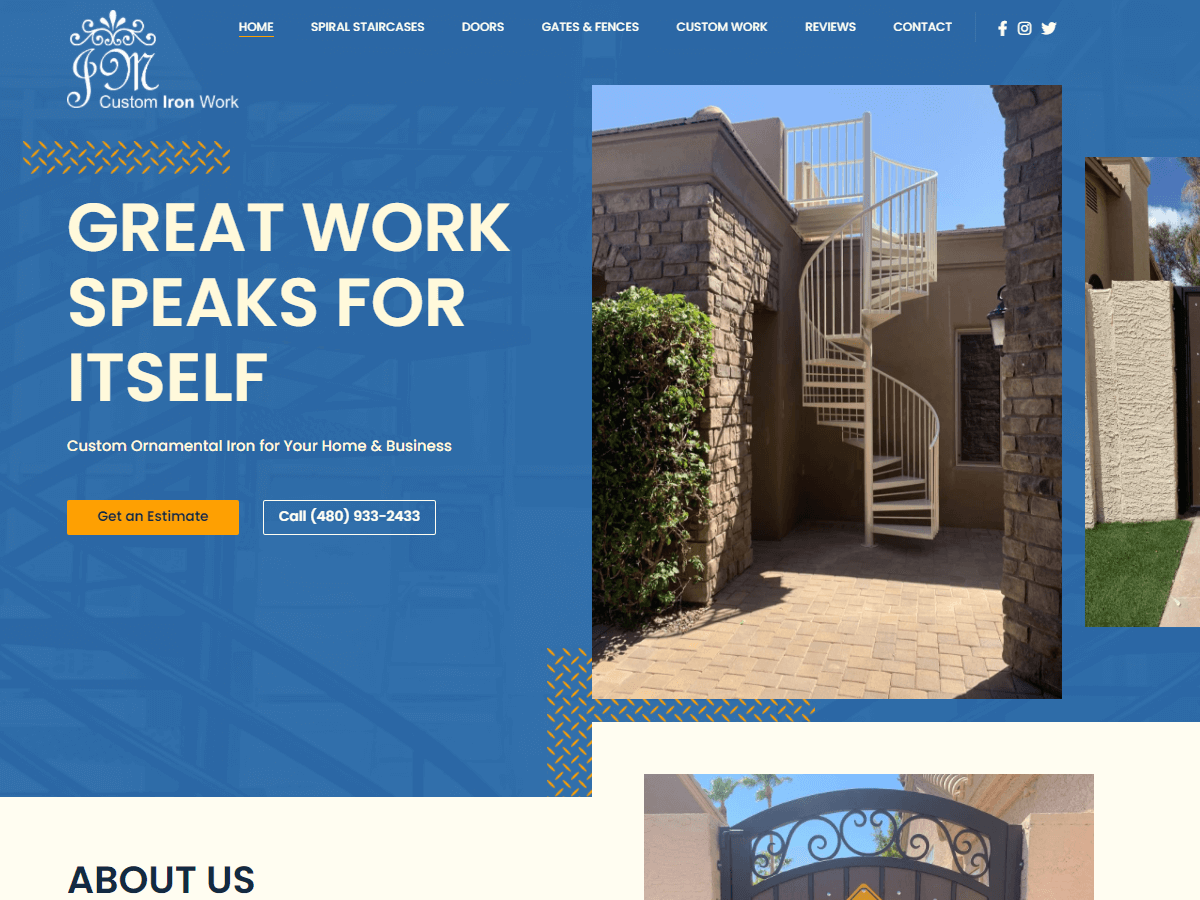 JM
Custom Iron Work
HOME SPIRAL STAIRCASES DOORS GATES & FENCES CUSTOM WORK REVIEWS CONTACT
GREAT WORK
SPEAKS FOR
ITSELF
Custom Ornamental Iron for Your Home & Business
Get an Estimate Call (480) 933-2433
ABOUT US